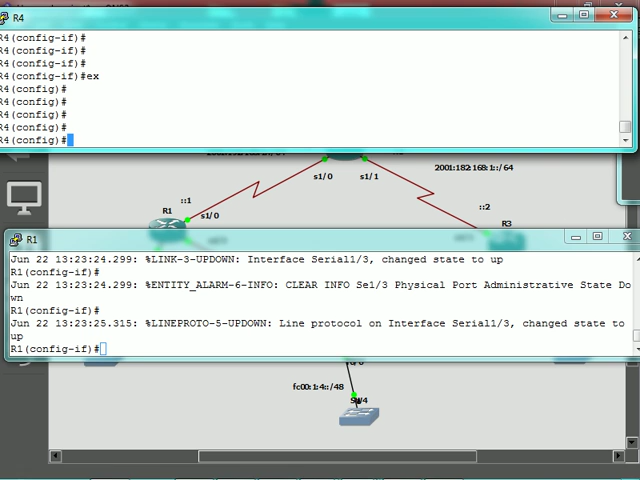 R4
R4(config-if)#
R4(config-if)#
R4(config-if)#
R4(config-if)#ex
R4(config)#
R4(config)#
R4(config)#
R4(config)#
R4(config)#
s1/0
s1/1
2001:182:168:1::/64
::1
R1
s1/0
::2
R3
R1
Jun 22 13:23:24.299: %LINK-3-UPDOWN: Interface Serial1/3, changed state to up
R1(config-if)#
Jun 22 13:23:24.299: %ENTITY_ALARM-6-INFO: CLEAR INFO Se1/3 Physical Port Administrative State Do
wn
R1(config-if)#
Jun 22 13:23:25.315: %LINEPROTO-5-UPDOWN: Line protocol on Interface Serial1/3, changed state to
up
R1(config-if)#
fc00:1:4::/48